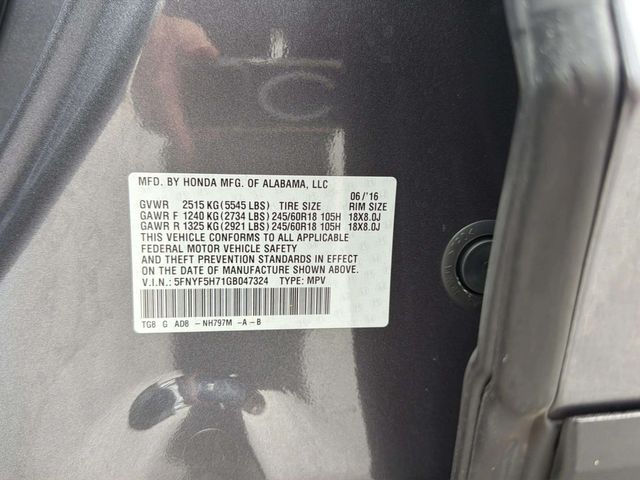 C
MFD. BY HONDA MFG. OF ALABAMA, LLC 06/'16
GVWR 2515 KG (5545 LBS) TIRE SIZE RIM SIZE
GAWR F 1240 KG (2734 LBS) 245/60R18 105H 18X8.0J
GAWR R 1325 KG (2921 LBS) 245/60R18 105H 18X8.0J
THIS VEHICLE CONFORMS TO ALL APPLICABLE
FEDERAL MOTOR VEHICLE SAFETY
AND THEFT PREVENTION STANDARDS IN EFFECT
ON THE DATE OF MANUFACTURE SHOWN ABOVE.
V.I.N.: 5FNYF5H71GB047324 TYPE: MPV
TG8 G AD8 -NH797M -A-B